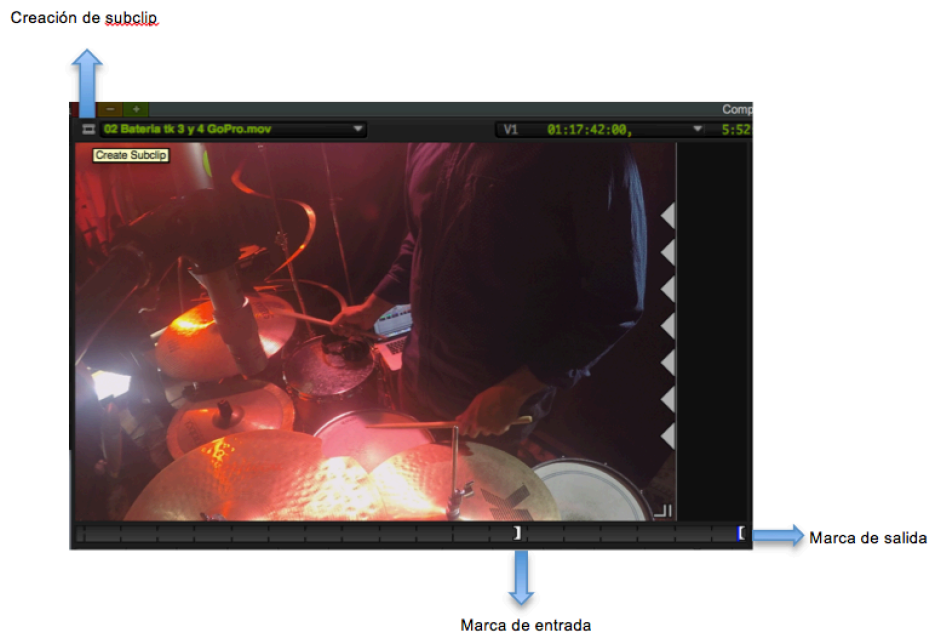 Creación de subclip
Comp
02 Bateria tk 3 y 4 GoPro.mov
V1 01:17:42:00, 5:52
Create Subclip
Marca de salida
Marca de entrada